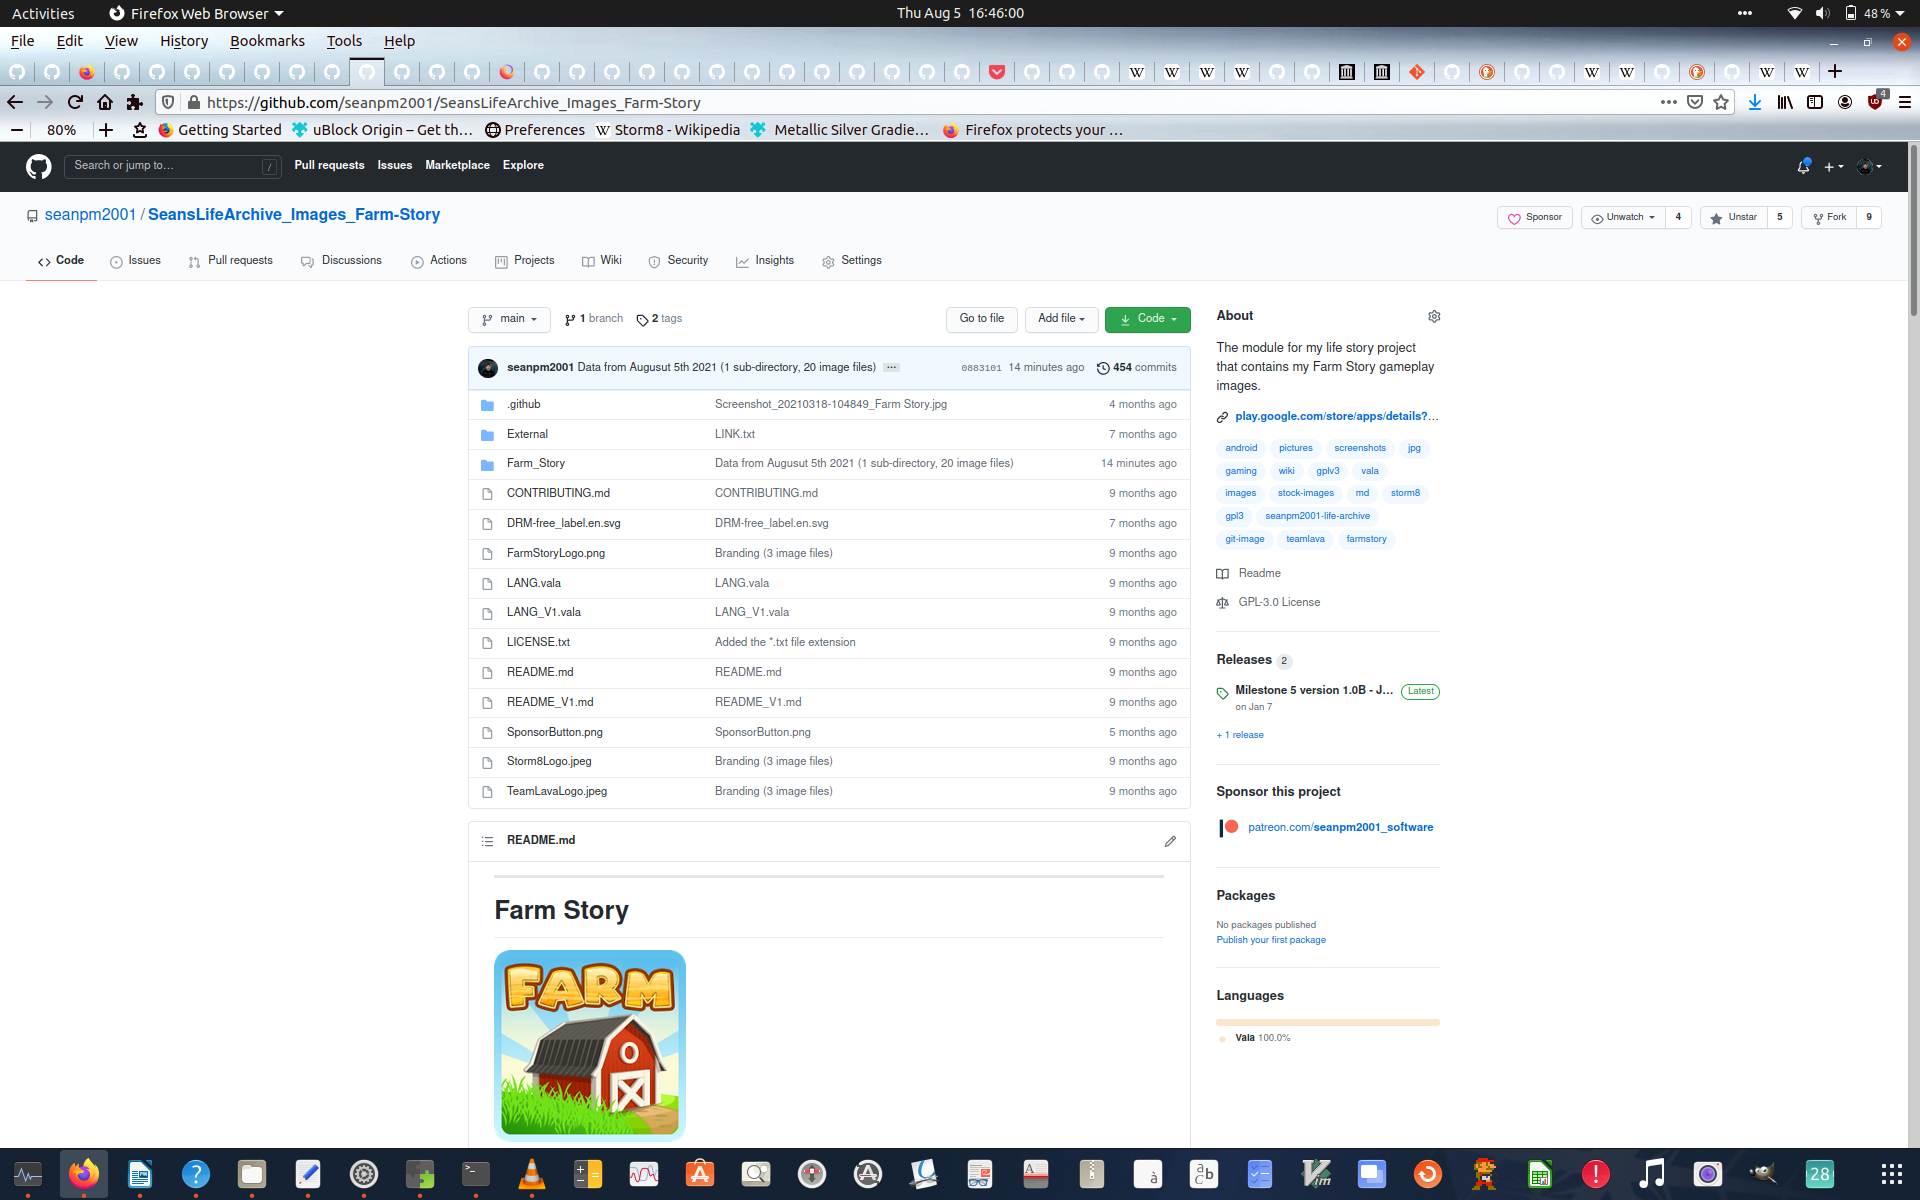 Activities Firefox Web Browser Thu Aug 5 16:46:00 48 %
File Edit View History Bookmarks Tools Help
https://github.com/seanpm2001/SeansLifeArchive_Images_Farm-Story 4
80% Getting Started uBlock Origin – Get th… Preferences Storm8 - Wikipedia Metallic Silver Gradie… Firefox protects your …
Search or jump to… / Pull requests Issues Marketplace Explore
seanpm2001 / SeansLifeArchive_Images_Farm-Story Sponsor Unwatch 4 Unstar 5 Fork 9
Code Issues Pull requests Discussions Actions Projects Wiki Security Insights Settings
main 1 branch 2 tags Go to file Add file Code
seanpm2001 Data from Augusut 5th 2021 (1 sub-directory, 20 image files) … 0883101 14 minutes ago 454 commits
.github Screenshot_20210318-104849_Farm Story.jpg 4 months ago
External LINK.txt 7 months ago
Farm_Story Data from Augusut 5th 2021 (1 sub-directory, 20 image files) 14 minutes ago
CONTRIBUTING.md CONTRIBUTING.md 9 months ago
DRM-free_label.en.svg DRM-free_label.en.svg 7 months ago
FarmStoryLogo.png Branding (3 image files) 9 months ago
LANG.vala LANG.vala 9 months ago
LANG_V1.vala LANG_V1.vala 9 months ago
LICENSE.txt Added the *.txt file extension 9 months ago
README.md README.md 9 months ago
README_V1.md README_V1.md 9 months ago
SponsorButton.png SponsorButton.png 5 months ago
Storm8Logo.jpeg Branding (3 image files) 9 months ago
TeamLavaLogo.jpeg Branding (3 image files) 9 months ago
README.md
Farm Story
FARM
About
The module for my life story project
that contains my Farm Story gameplay
images.
play.google.com/store/apps/details?…
android pictures screenshots jpg
gaming wiki gplv3 vala
images stock-images md storm8
gpl3 seanpm2001-life-archive
git-image teamlava farmstory
Readme
GPL-3.0 License
Releases 2
Milestone 5 version 1.0B - J… Latest
on Jan 7
+ 1 release
Sponsor this project
patreon.com/seanpm2001_software
Packages
No packages published
Publish your first package
Languages
Vala 100.0%
28